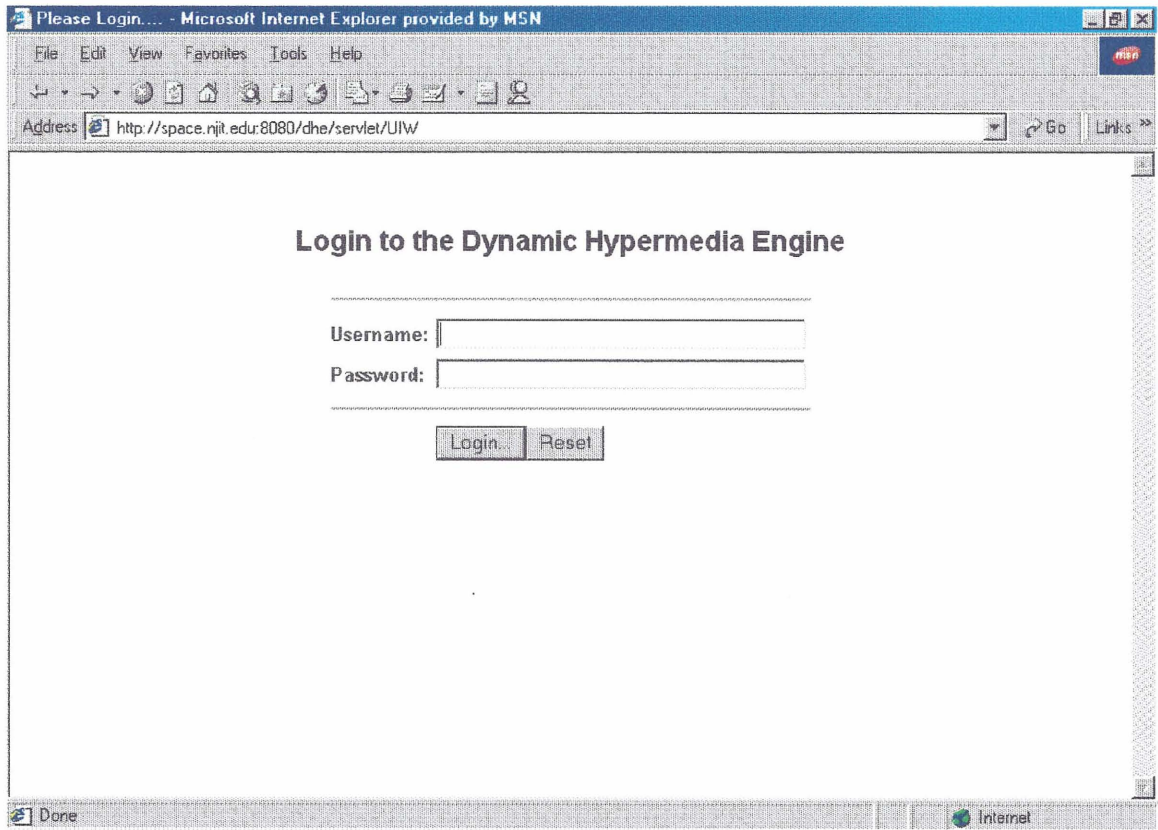 Please Login.... - Microsoft Internet Explorer provided by MSN
File Edit View Favorites Tools Help
msn
Address http://space.njit.edu:8080/dhe/servlet/UIW Go Links »
Login to the Dynamic Hypermedia Engine
Username:
Password:
Login... Reset
Done Internet